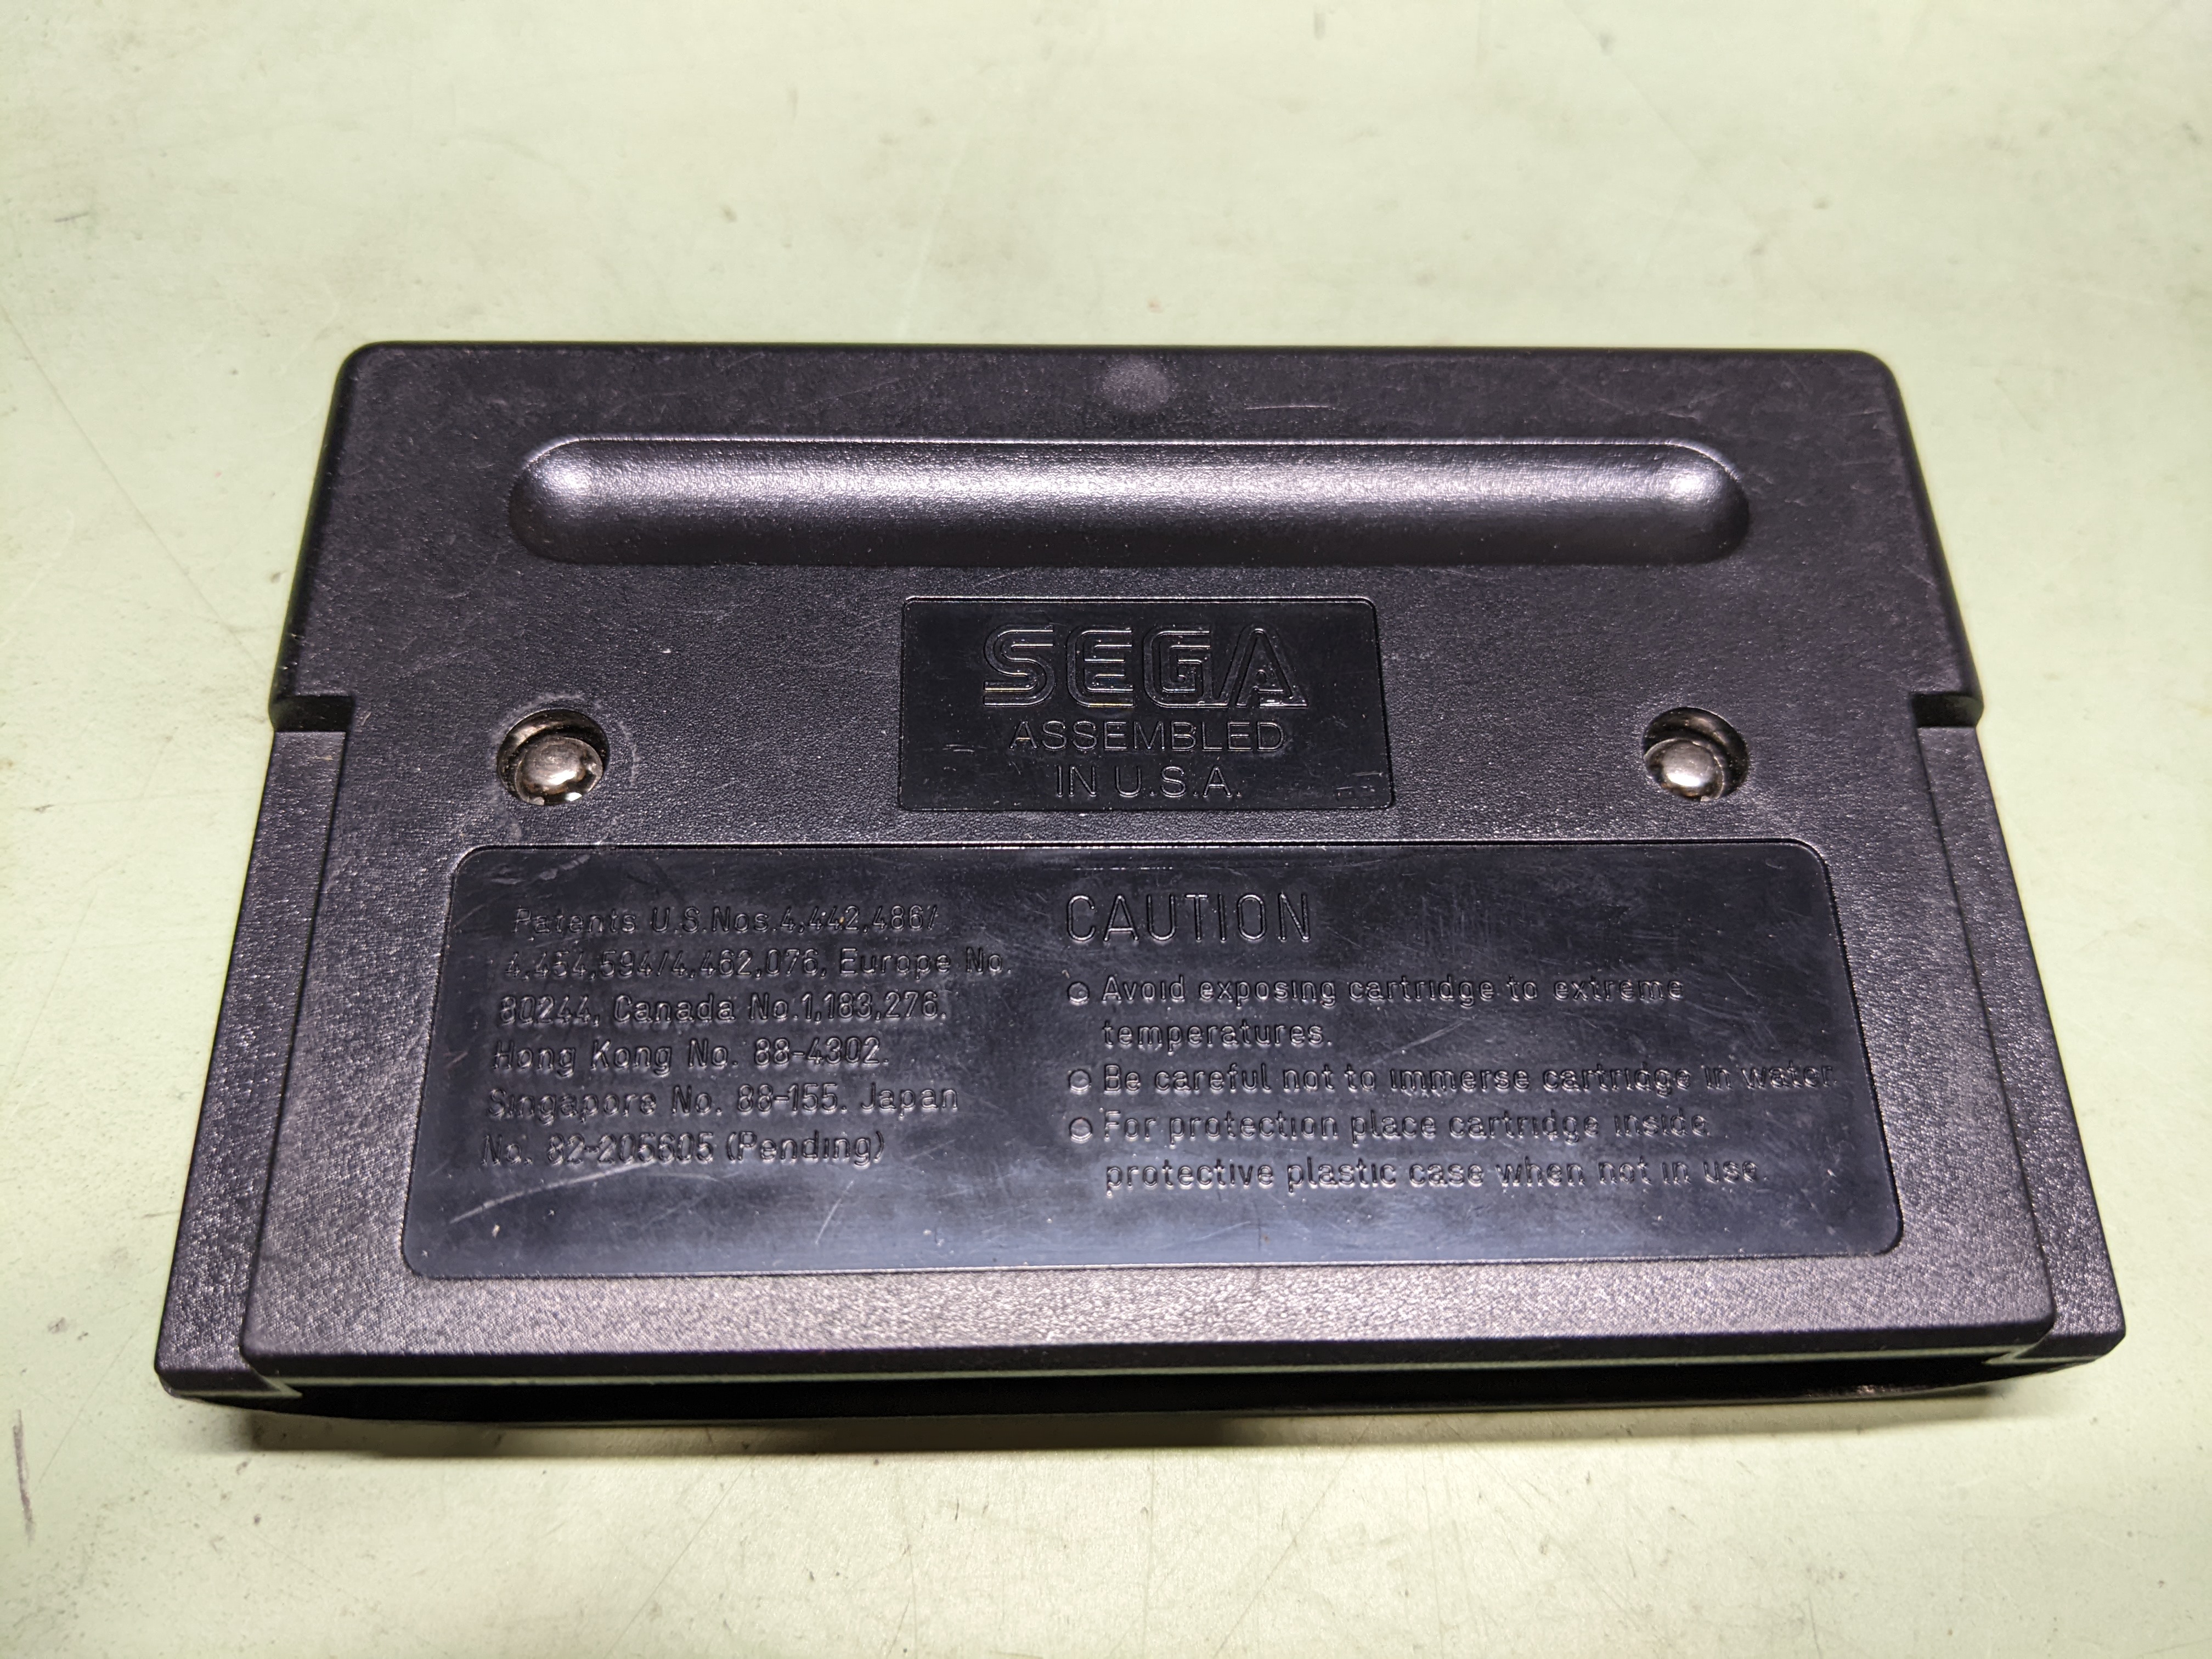 SEGA
ASSEMBLED
IN U.S.A.
Patents U.S.Nos.4,442,486/
4,454,594/4,462,076, Europe No.
80244, Canada No.1,183,276.
Hong Kong No. 88-4302.
Singapore No. 88-155. Japan
No. 82-205605 (Pending)
CAUTION
Avoid exposing cartridge to extreme
temperatures.
Be careful not to immerse cartridge in water.
For protection place cartridge inside
protective plastic case when not in use.